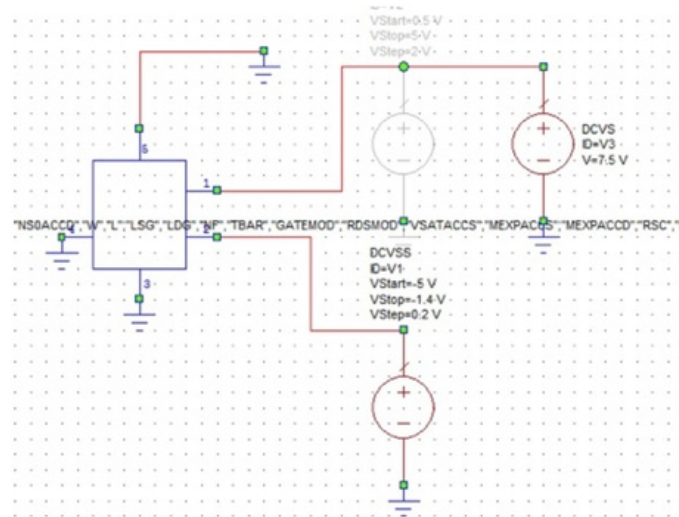 VStart=0.5 V
VStop=5 V
VStep=2 V
DCVS
ID=V3
V=7.5 V
5
1
"NS0ACCD","W","L","LSG","LDG","NF","TBAR","GATEMOD","RDSMOD","VSATACCS","MEXPACCS","MEXPACCD","RSC","
4
2
3
DCVSS
ID=V1
VStart=-5 V
VStop=-1.4 V
VStep=0.2 V